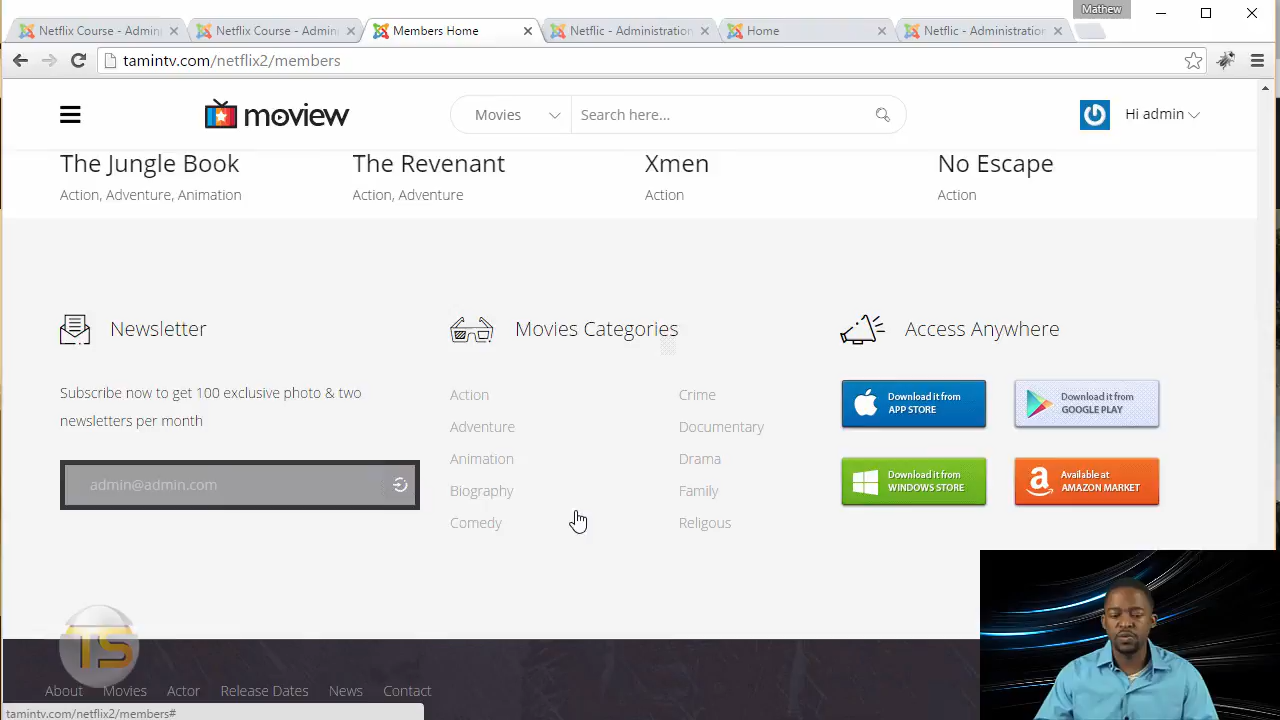 Mathew
Netflix Course - Admin
Netflix Course - Admin
Members Home
Netflic - Administration
Home
Netflic - Administration
tamintv.com/netflix2/members
moview
Movies
Search here...
Hi admin
The Jungle Book
The Revenant
Xmen
No Escape
Action, Adventure, Animation
Action, Adventure
Action
Action
Newsletter
Movies Categories
Access Anywhere
Subscribe now to get 100 exclusive photo & two
newsletters per month
admin@admin.com
Action
Crime
Adventure
Documentary
Animation
Drama
Biography
Family
Comedy
Religous
Download it from
APP STORE
Download it from
GOOGLE PLAY
Download it from
WINDOWS STORE
Available at
AMAZON MARKET
TS
About
Movies
Actor
Release Dates
News
Contact
tamintv.com/netflix2/members#